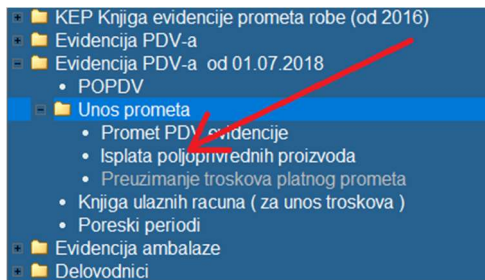 KEP Knjiga evidencije prometa robe (od 2016)
Evidencija PDV-a
Evidencija PDV-a od 01.07.2018
POPDV
Unos prometa
Promet PDV evidencije
Isplata poljoprivrednih proizvoda
Preuzimanje troskova platnog prometa
Knjiga ulaznih racuna ( za unos troskova )
Poreski periodi
Evidencija ambalaze
Delovodnici